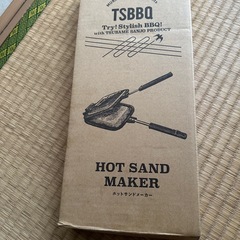 TSBBQ
Try! Stylish BBQ!
with TSUBAME SANJO PRODUCT
HOT SAND
MAKER
ホットサンドメーカー